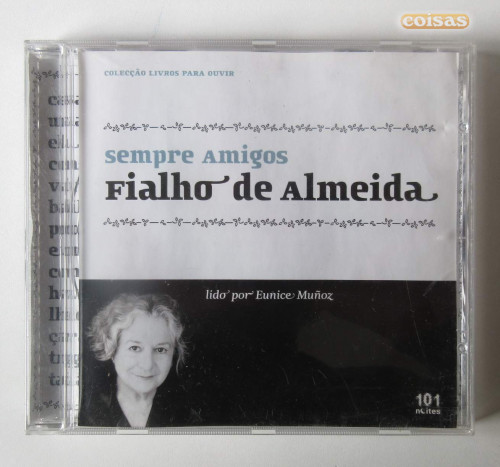 coisas
COLECÇÃO LIVROS PARA OUVIR
sempre Amigos
Fialho de Almeida
lido por Eunice Muñoz
101
nOites